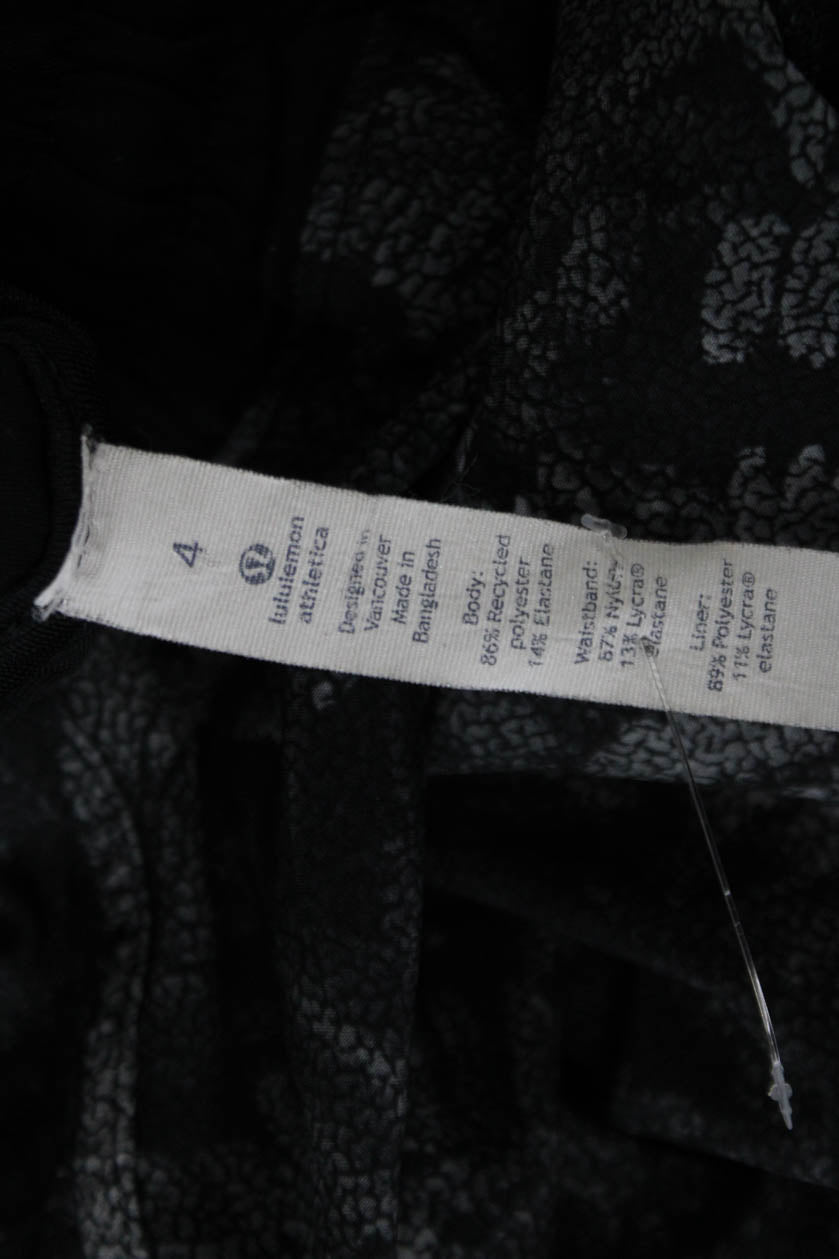 4
lululemon
athletica
Designed in
Vancouver
Made in
Bangladesh
Body:
86% Recycled
polyester
14% Elastane
Waistband:
Nylon
13% Lycra®
elastane
Liner:
89% Polyester
11% Lycra®
elastane